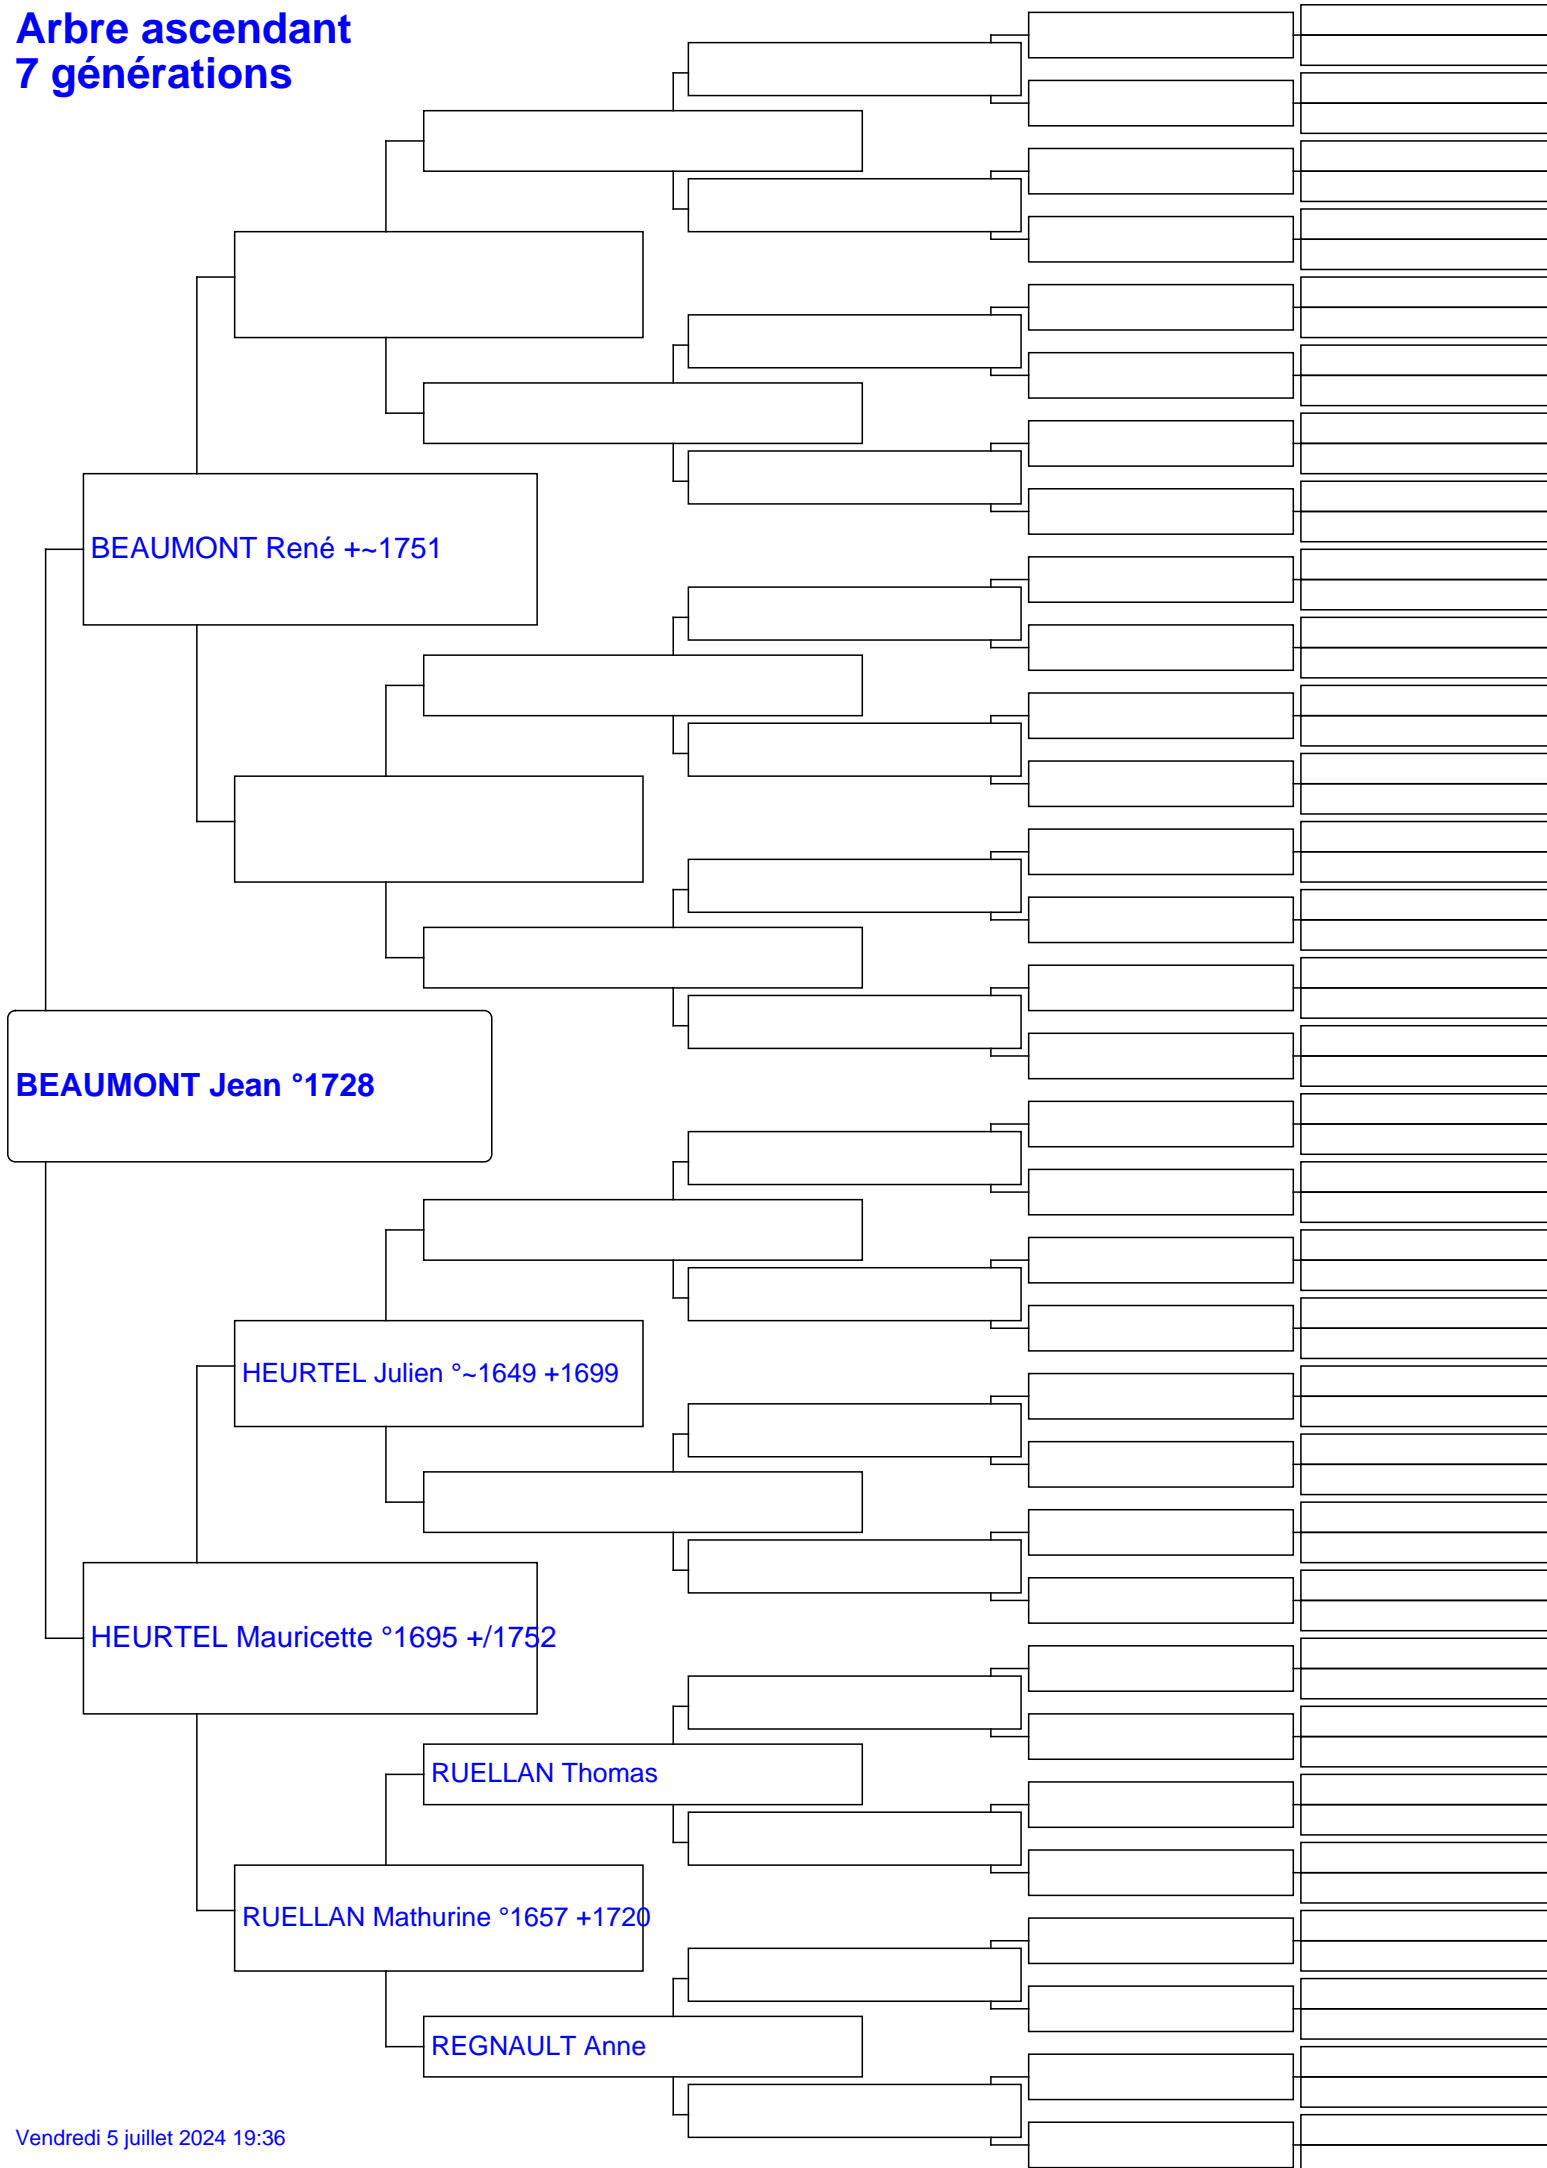 Arbre ascendant
7 générations
BEAUMONT René +~1751
BEAUMONT Jean °1728
HEURTEL Julien °~1649 +1699
HEURTEL Mauricette °1695 +/1752
RUELLAN Thomas
RUELLAN Mathurine °1657 +1720
REGNAULT Anne
Vendredi 5 juillet 2024 19:36